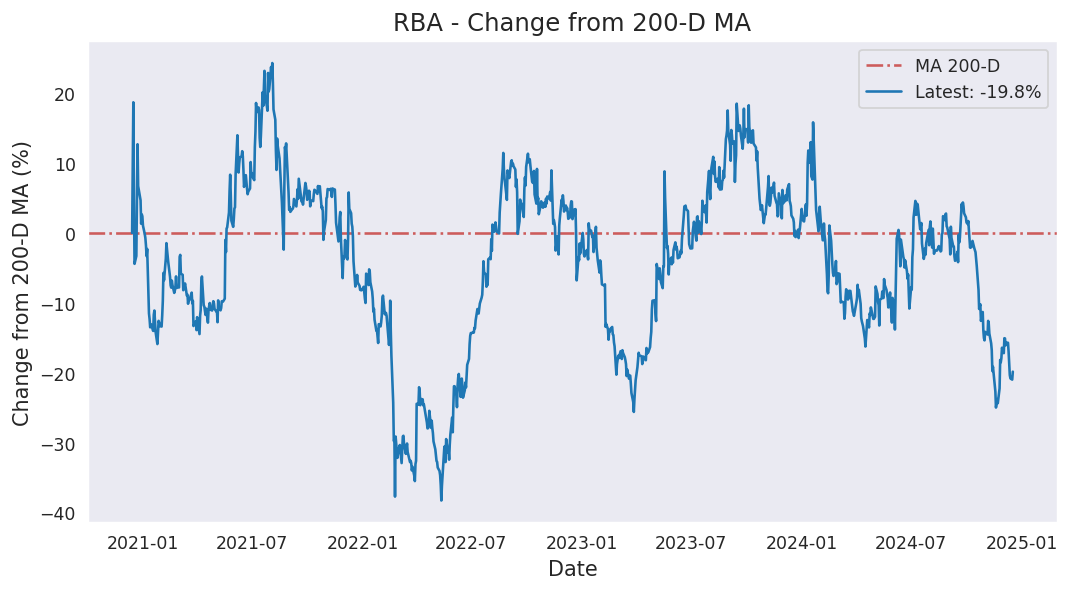 RBA - Change from 200-D MA
MA 200-D
Latest: -19.8%
Change from 200-D MA (%)
20
10
0
−10
−20
−30
−40
2021-01 2021-07 2022-01 2022-07 2023-01 2023-07 2024-01 2024-07 2025-01
Date